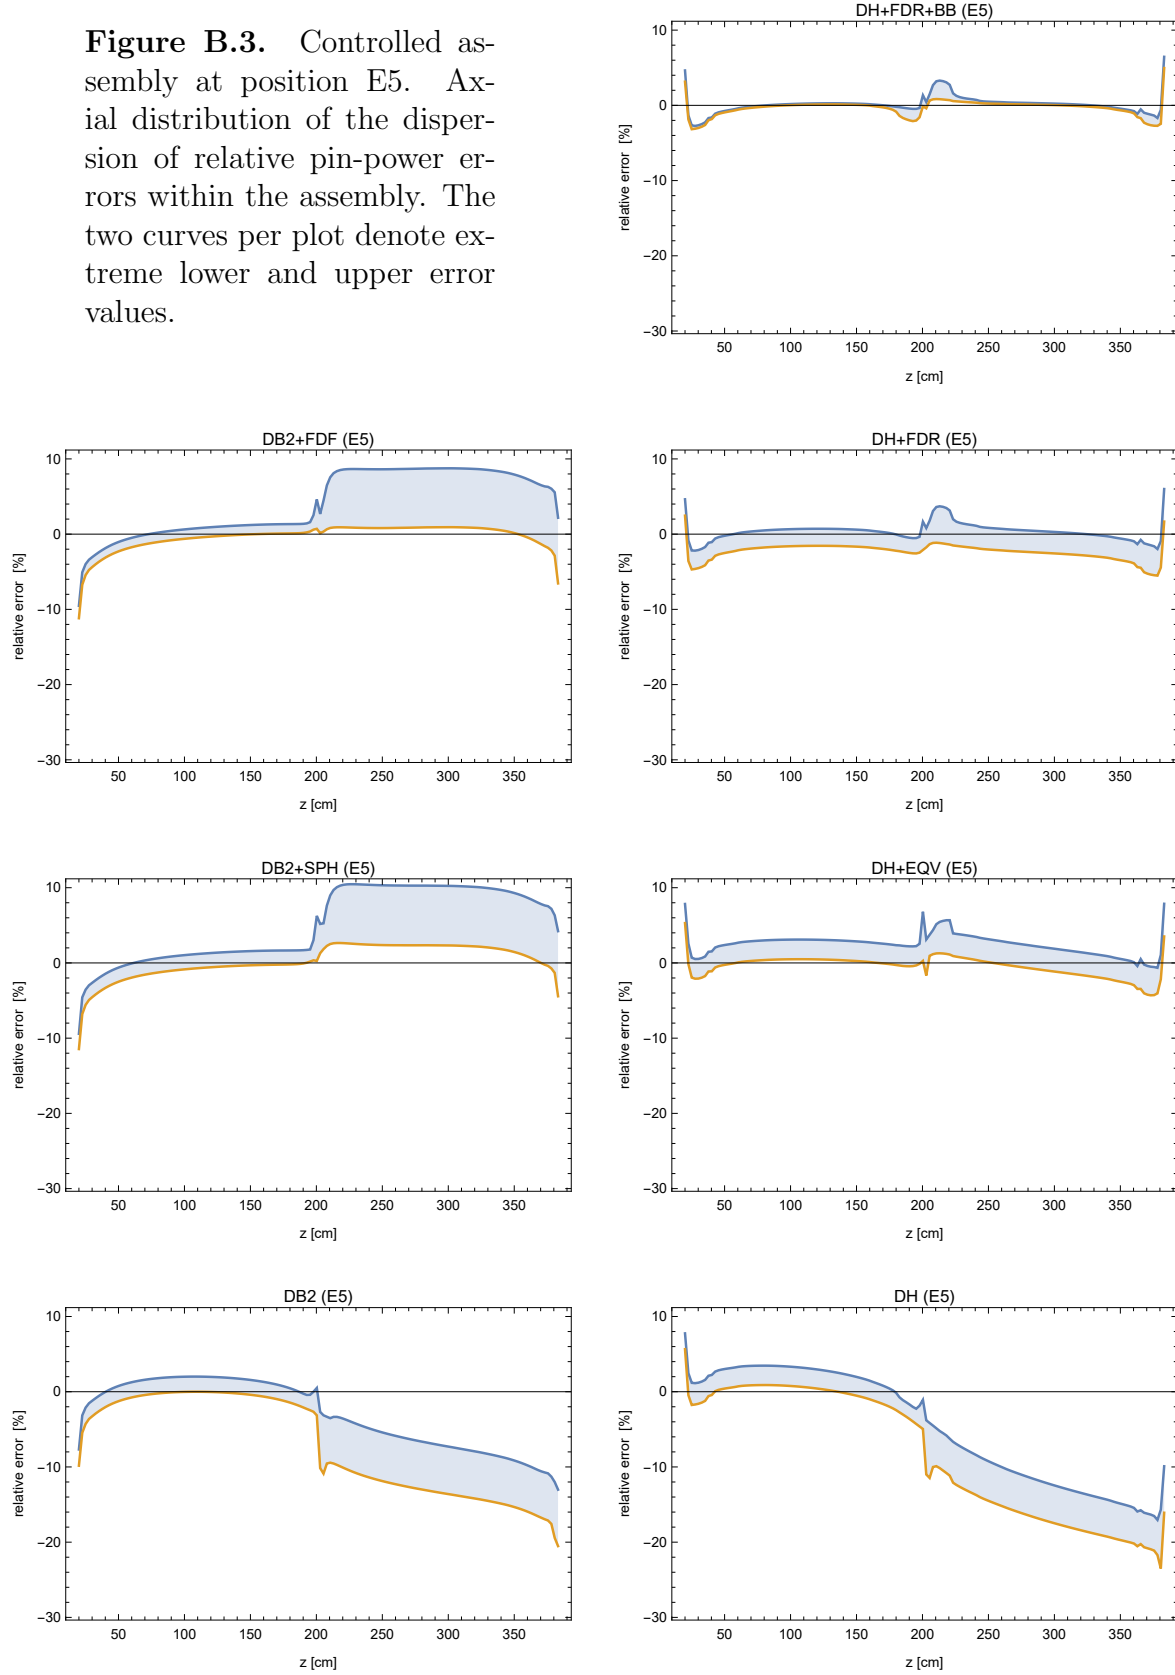 Figure B.3. Controlled as-
sembly at position E5. Ax-
ial distribution of the disper-
sion of relative pin-power er-
rors within the assembly. The
two curves per plot denote ex-
treme lower and upper error
values.
DH+FDR+BB (E5)
10
0
−10
−20
−30
relative error [%]
50 100 150 200 250 300 350
z [cm]
DB2+FDF (E5)
10
0
−10
−20
−30
relative error [%]
50 100 150 200 250 300 350
z [cm]
DH+FDR (E5)
10
0
−10
−20
−30
relative error [%]
50 100 150 200 250 300 350
z [cm]
DB2+SPH (E5)
10
0
−10
−20
−30
relative error [%]
50 100 150 200 250 300 350
z [cm]
DH+EQV (E5)
10
0
−10
−20
−30
relative error [%]
50 100 150 200 250 300 350
z [cm]
DB2 (E5)
10
0
−10
−20
−30
relative error [%]
50 100 150 200 250 300 350
z [cm]
DH (E5)
10
0
−10
−20
−30
relative error [%]
50 100 150 200 250 300 350
z [cm]